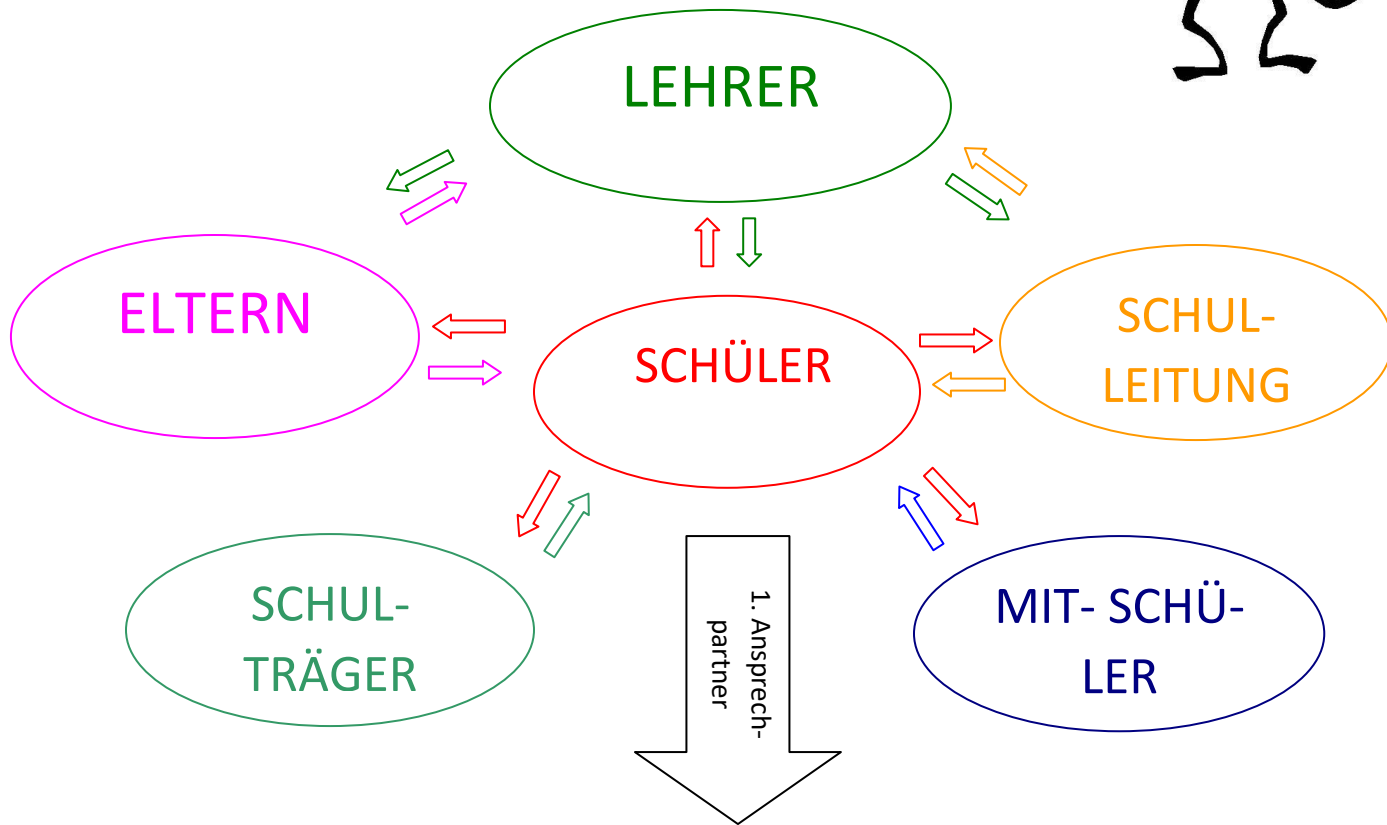 LEHRER
ELTERN
SCHÜLER
SCHUL-
LEITUNG
SCHUL-
TRÄGER
1. Ansprech-
partner
MIT- SCHÜ-
LER